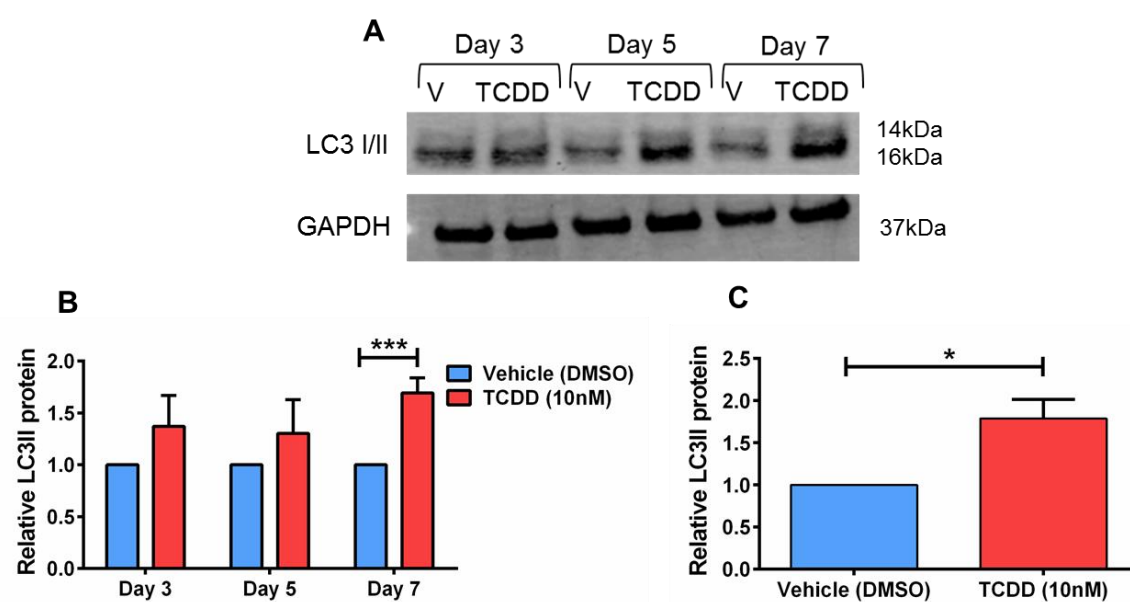 A
Day 3 Day 5 Day 7
V TCDD V TCDD V TCDD
LC3 I/II
14kDa
16kDa
GAPDH
37kDa
B
Relative LC3II protein
2.0
1.5
1.0
0.5
0.0
***
Vehicle (DMSO)
TCDD (10nM)
Day 3 Day 5 Day 7
C
Relative LC3II protein
2.5
2.0
1.5
1.0
0.5
0.0
*
Vehicle (DMSO) TCDD (10nM)